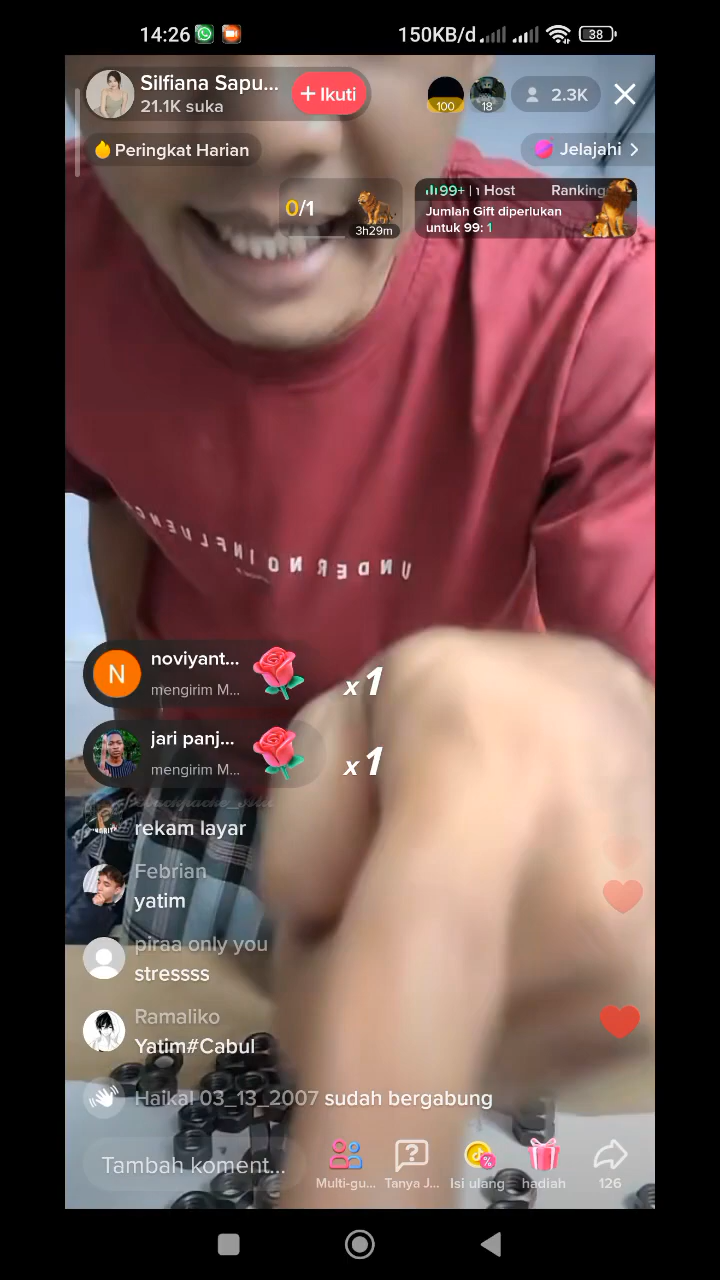 14:26
150KB/d
38
Silfiana Sapu...
21.1K suka
+ Ikuti
100
18
2.3K
Peringkat Harian
Jelajahi
0/1
3h29m
99+
Host
Ranking
Jumlah Gift diperlukan
untuk 99: 1
UNDER NO INFLUENC
noviyant...
mengirim M...
x1
N
jari panj...
mengirim M...
x1
rekam layar
Febrian
yatim
piraa only you
stressss
Ramaliko
Yatim#Cabul
Haikal 03_13_2007 sudah bergabung
Tambah koment...
Multi-gu...
Tanya J...
Isi ulang
hadiah
126